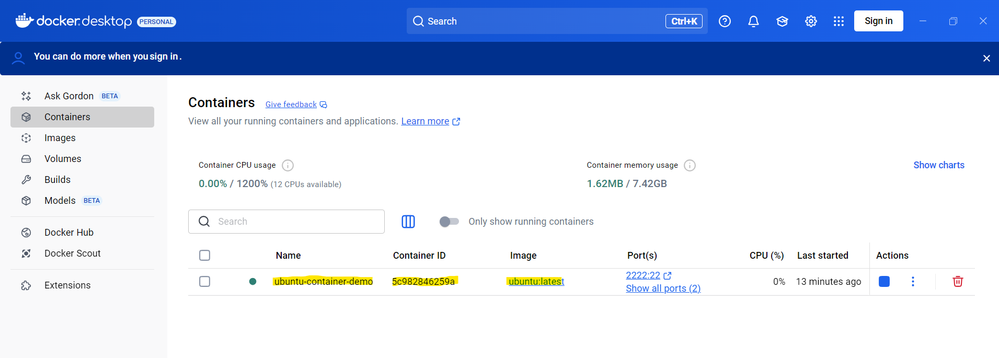 docker.desktop PERSONAL
Search
Ctrl+K
Sign in
You can do more when you sign in.
Ask Gordon BETA
Containers
Images
Volumes
Builds
Models BETA
Docker Hub
Docker Scout
Extensions
Containers Give feedback
View all your running containers and applications. Learn more
Container CPU usage
0.00% / 1200% (12 CPUs available)
Container memory usage
1.62MB / 7.42GB
Show charts
Search
Only show running containers
Name Container ID Image Port(s) CPU (%) Last started Actions
ubuntu-container-demo 5c982846259a ubuntu:latest 2222:22 0% 13 minutes ago
Show all ports (2)